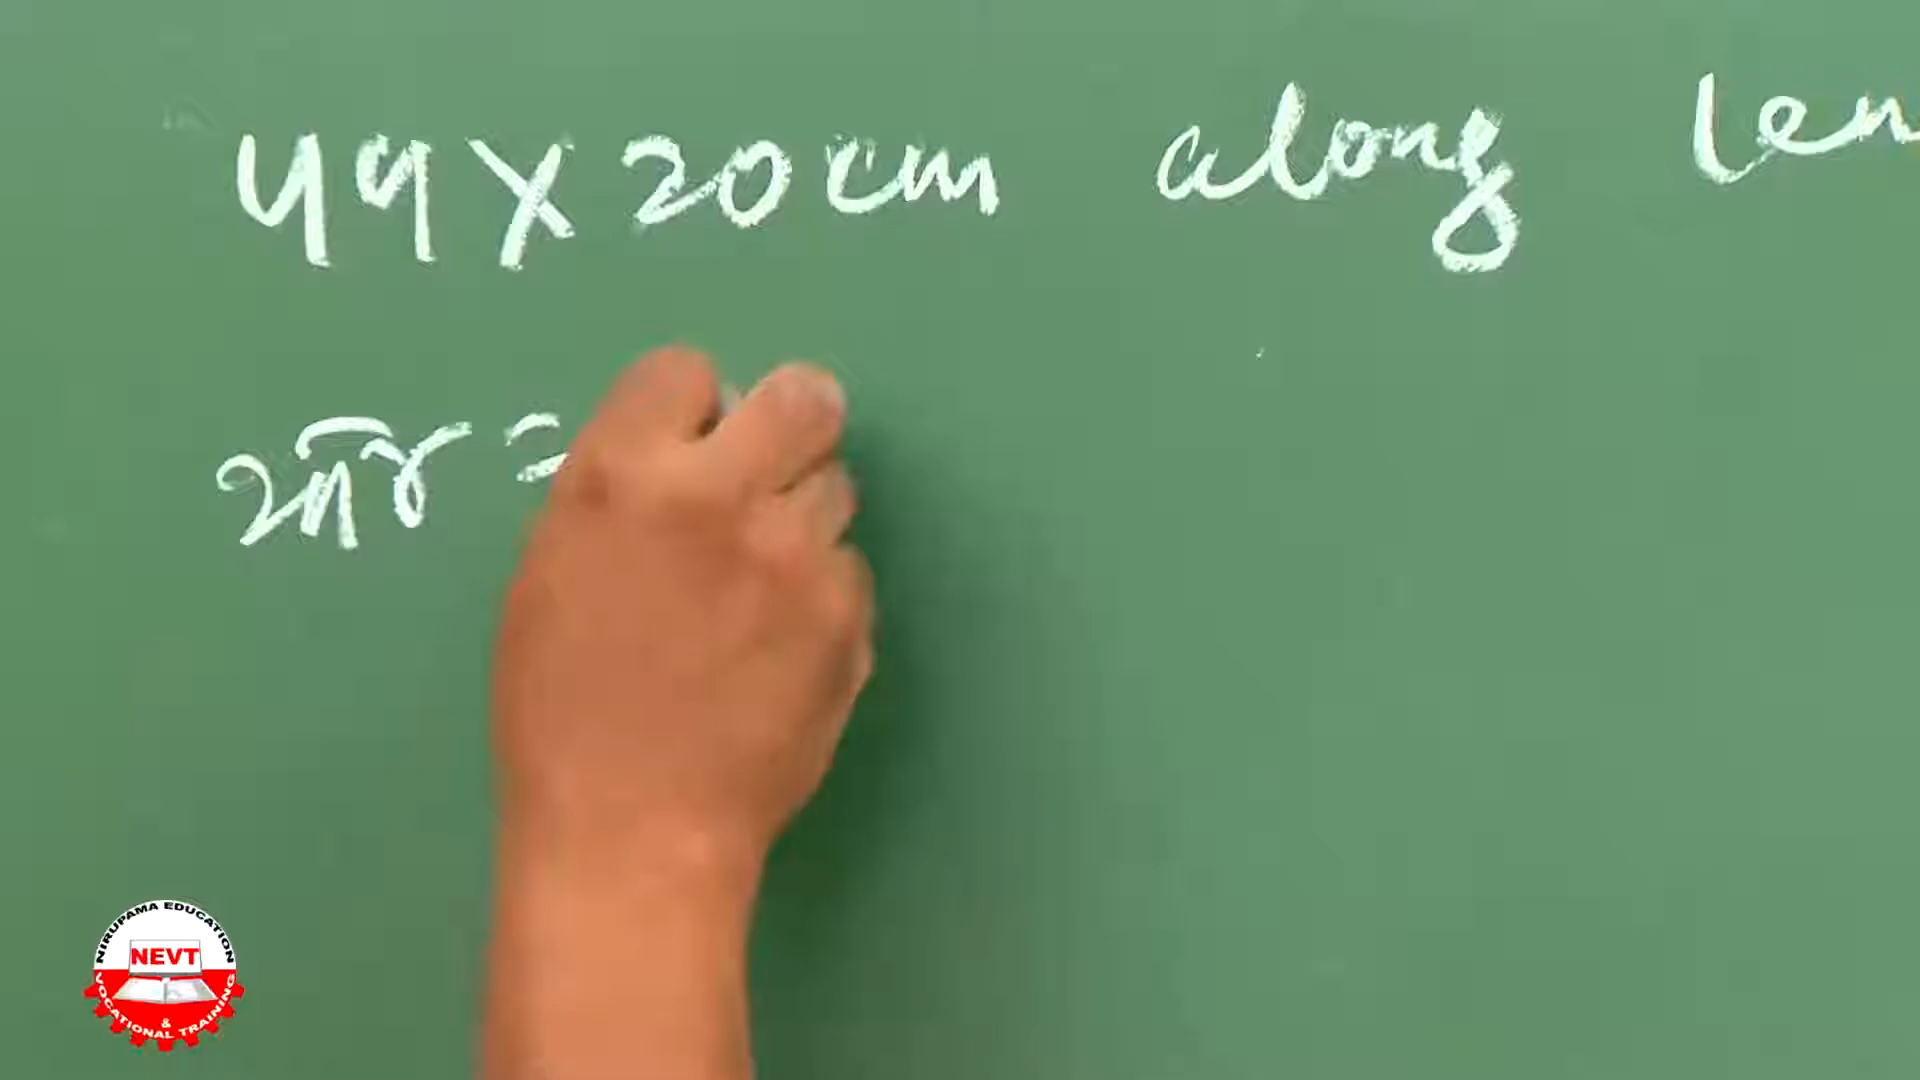 44 X 20 cm along len
और =
NIRUPAMA EDUCATION
NEVT
& 
VOCATIONAL TRAINING